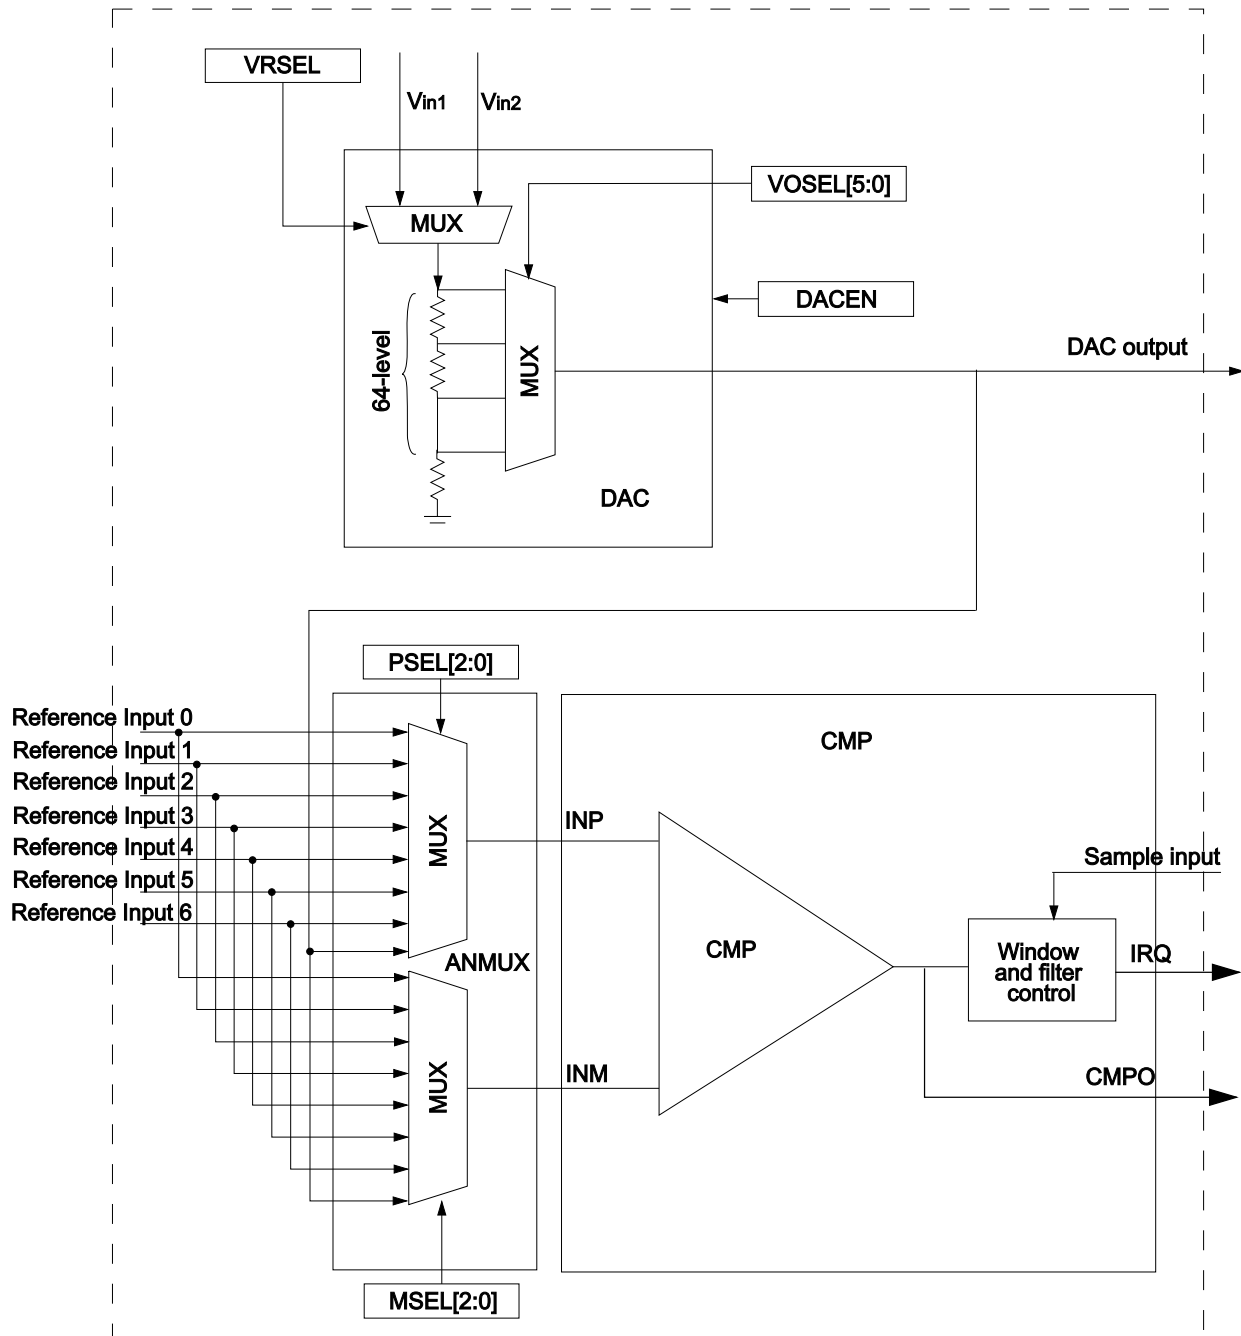 VRSEL
Vin1
Vin2
VOSEL[5:0]
MUX
DACEN
64-level
MUX
DAC output
DAC
PSEL[2:0]
Reference Input 0
Reference Input 1
Reference Input 2
Reference Input 3
Reference Input 4
Reference Input 5
Reference Input 6
MUX
ANMUX
MUX
MSEL[2:0]
CMP
INP
INM
CMP
Sample input
Window
and filter
control
IRQ
CMPO